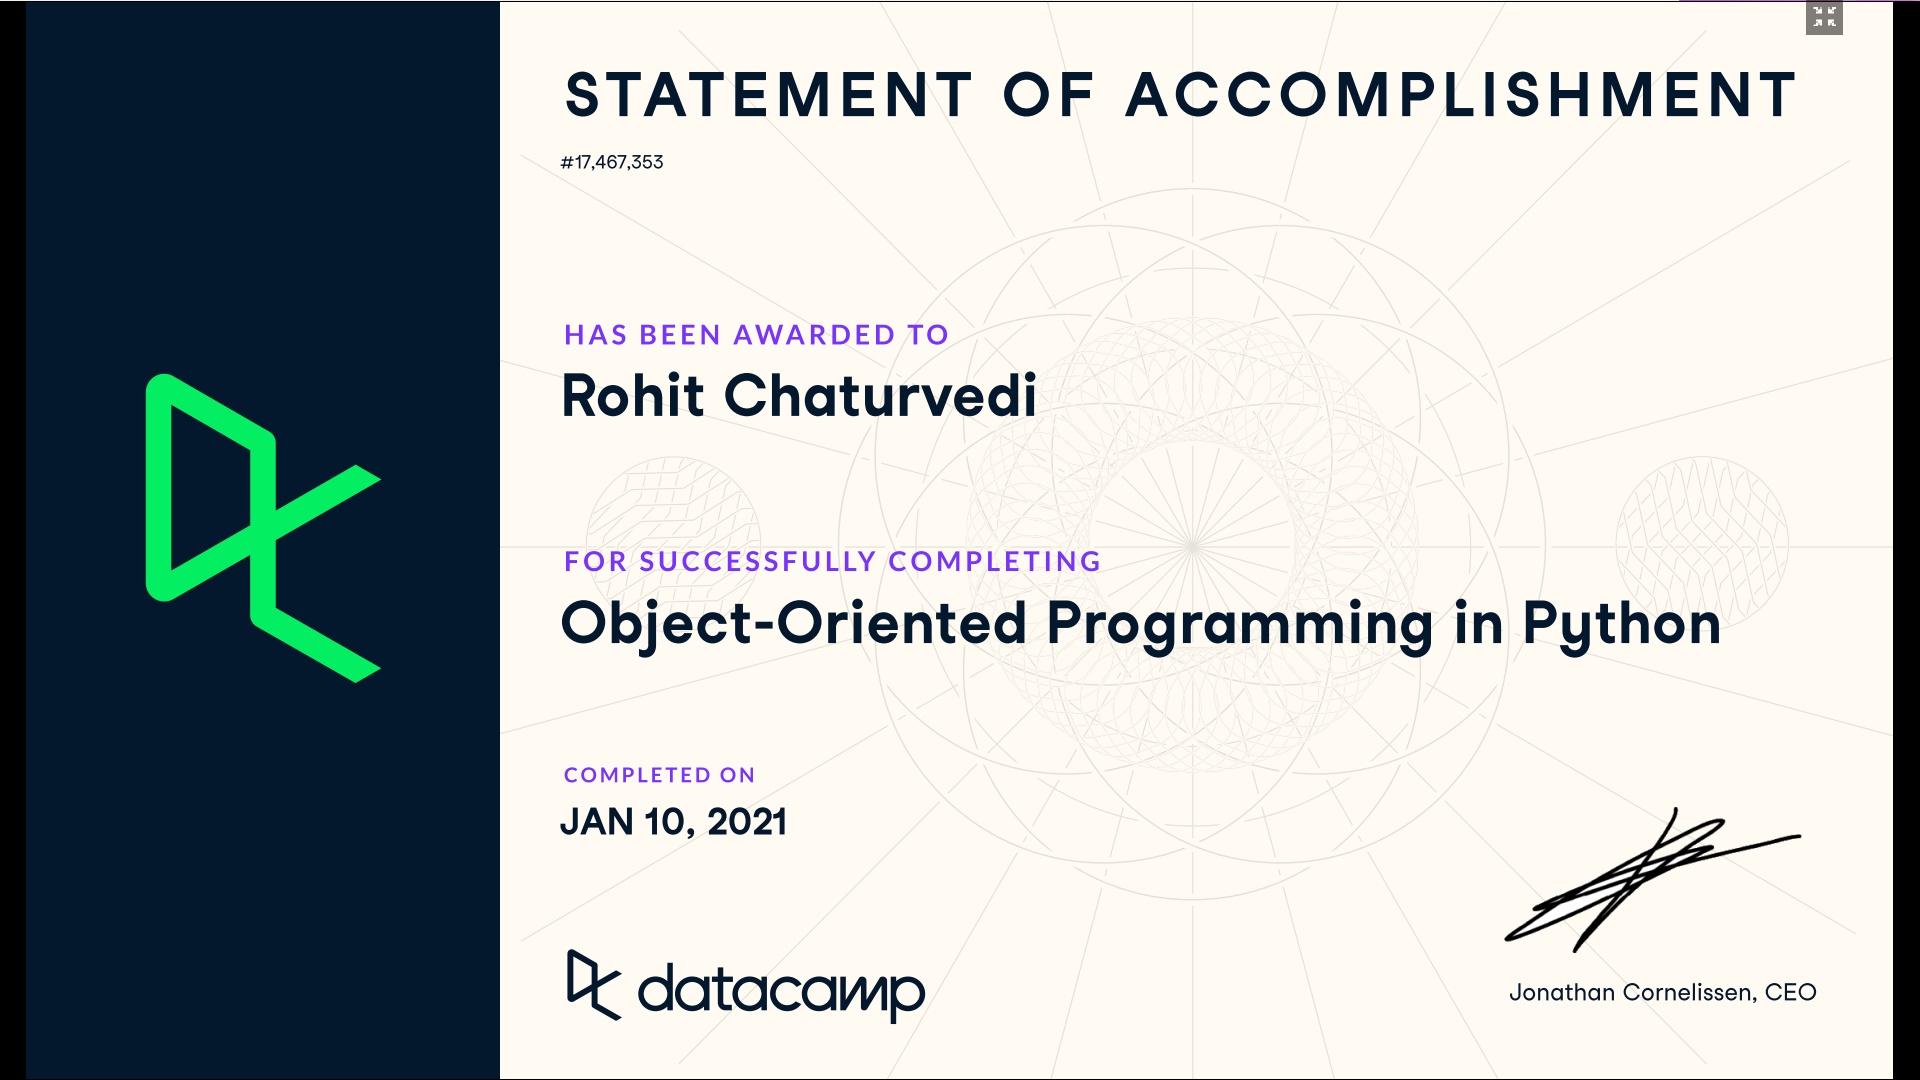 STATEMENT OF ACCOMPLISHMENT
#17,467,353
HAS BEEN AWARDED TO
Rohit Chaturvedi
FOR SUCCESSFULLY COMPLETING
Object-Oriented Programming in Python
COMPLETED ON
JAN 10, 2021
datacamp
Jonathan Cornelissen, CEO